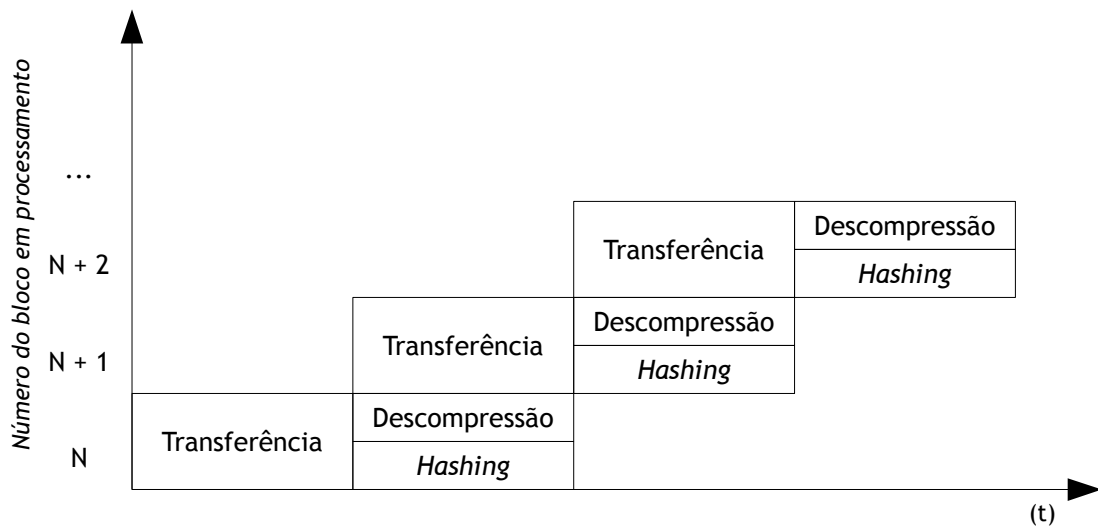 Número do bloco em processamento
...
N + 2
N + 1
N
Transferência
Descompressão
Hashing
Transferência
Descompressão
Hashing
Transferência
Descompressão
Hashing
(t)